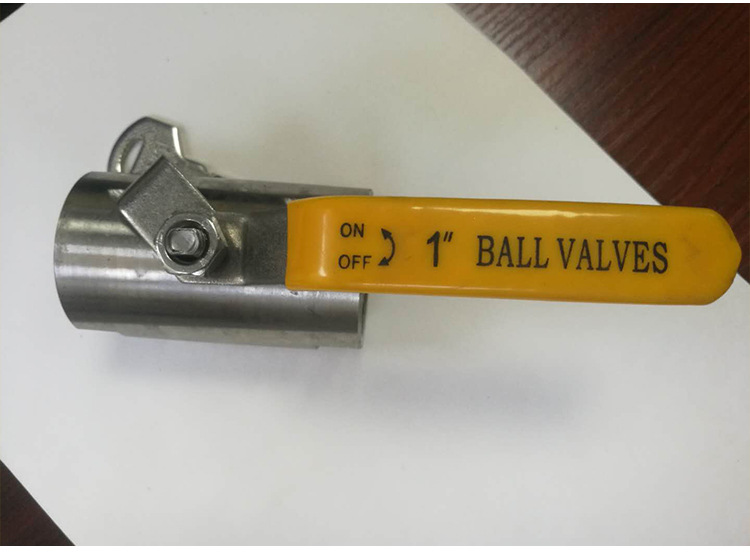 ON
OFF
1" BALL VALVES